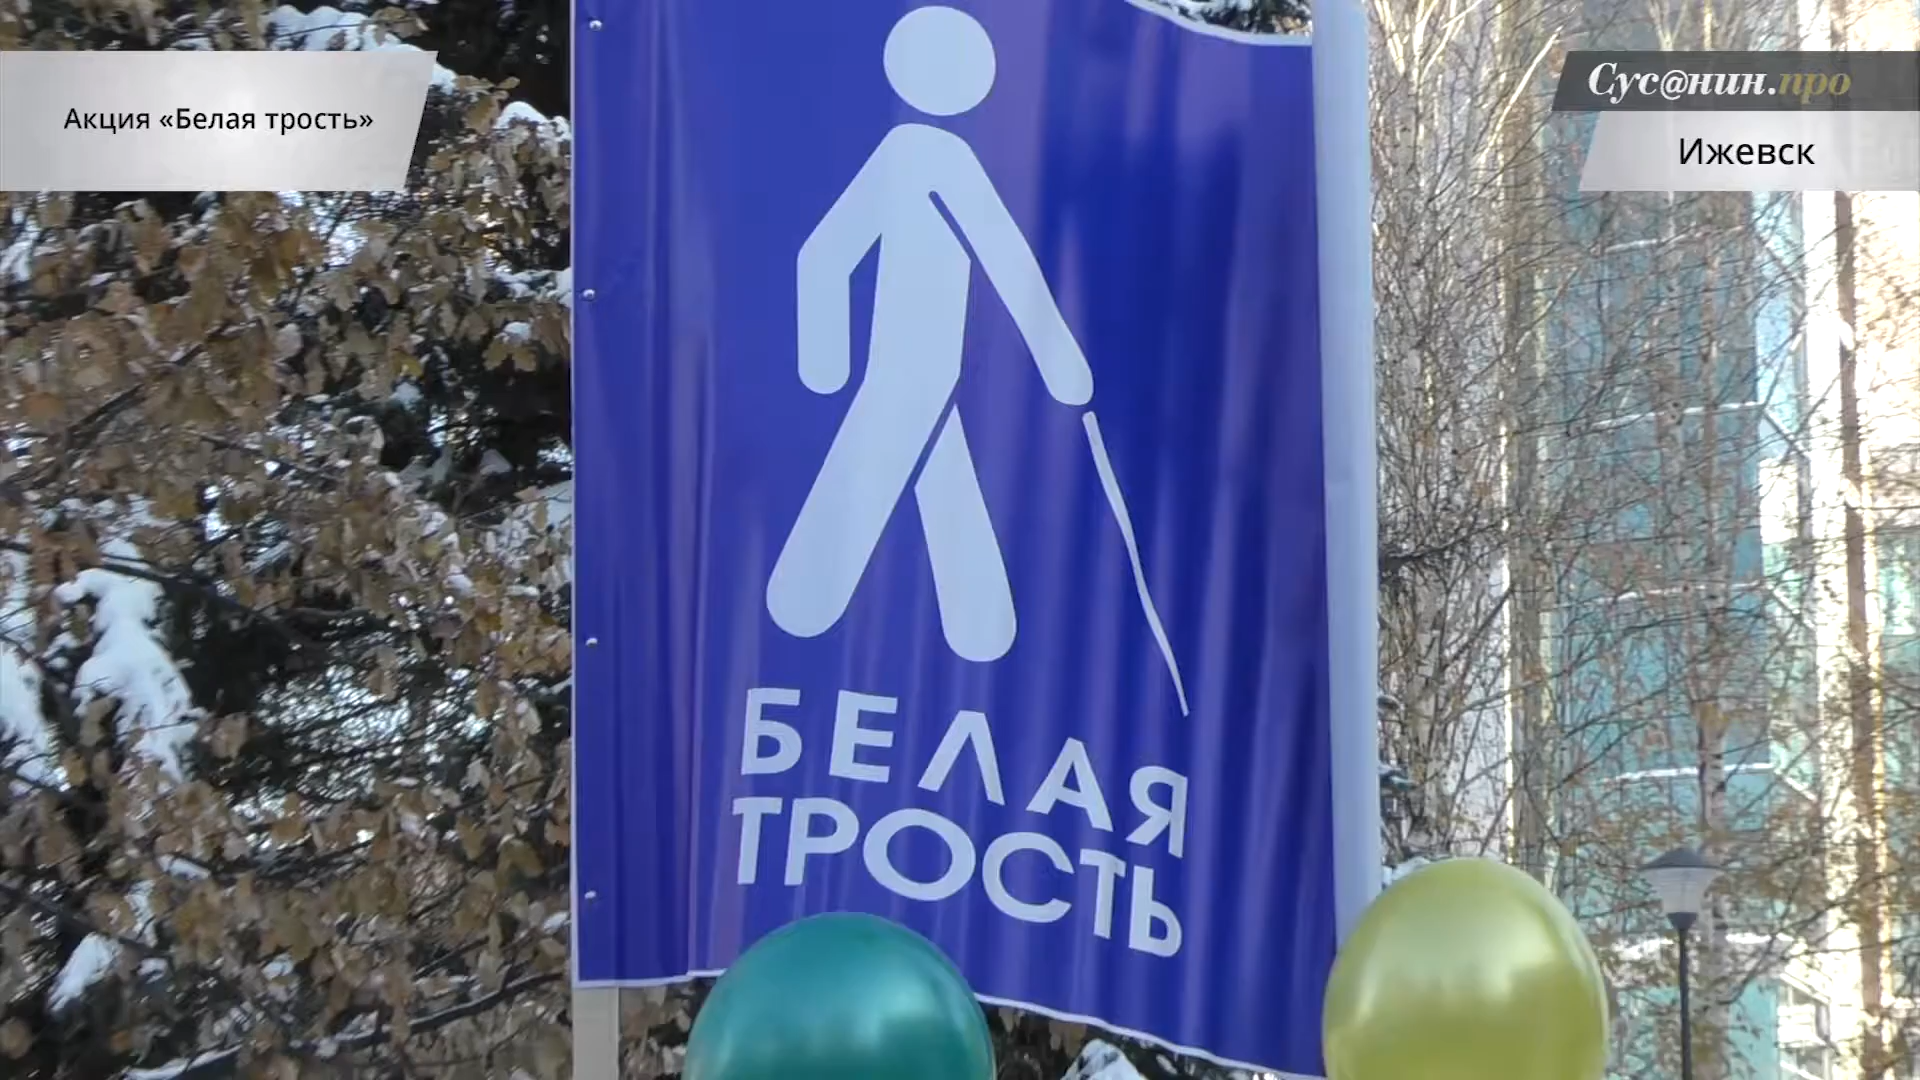 Акция «Белая трость»
Сус@нин.про
Ижевск
БЕЛАЯ
ТРОСТЬ